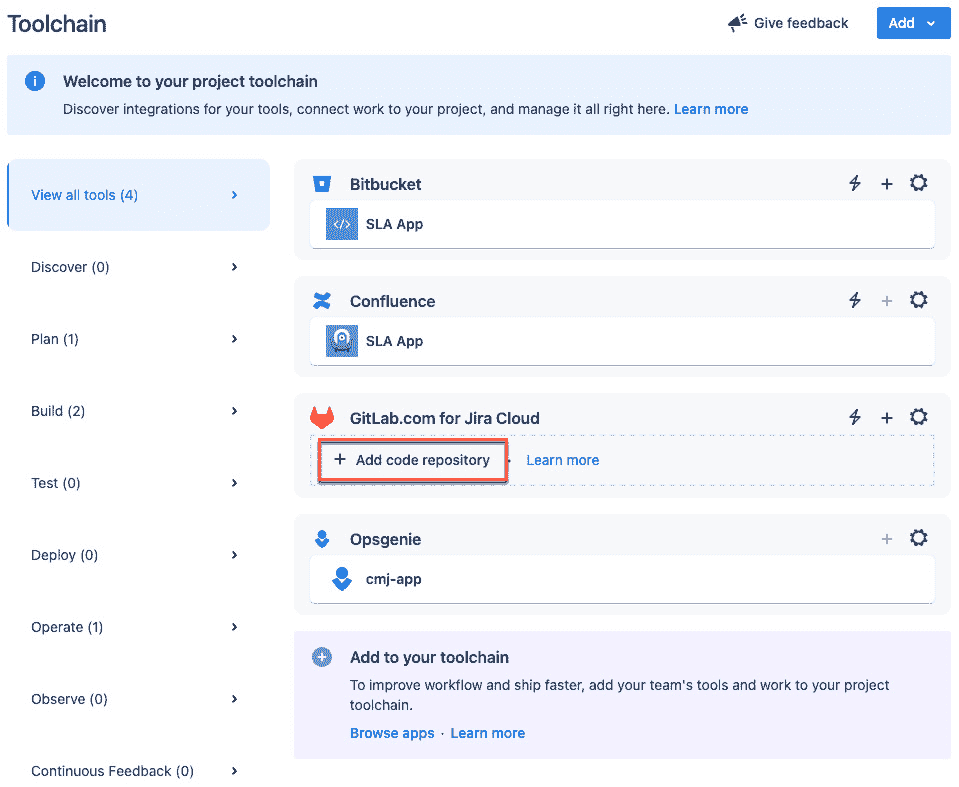 Toolchain
Give feedback
Add
Welcome to your project toolchain
Discover integrations for your tools, connect work to your project, and manage it all right here. Learn more
View all tools (4)
Discover (0)
Plan (1)
Build (2)
Test (0)
Deploy (0)
Operate (1)
Observe (0)
Continuous Feedback (0)
Bitbucket
SLA App
Confluence
SLA App
GitLab.com for Jira Cloud
+ Add code repository · Learn more
Opsgenie
cmj-app
Add to your toolchain
To improve workflow and ship faster, add your team's tools and work to your project
toolchain.
Browse apps · Learn more